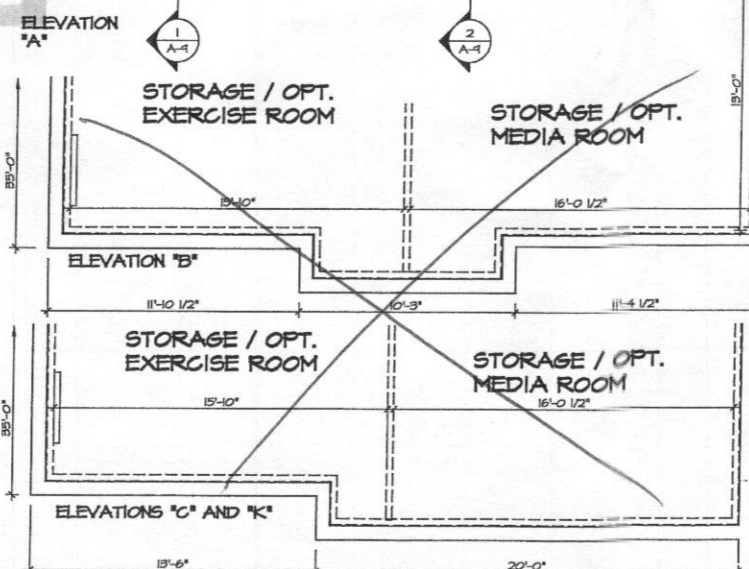 ELEVATION
"A"
1
A-9
2
A-9
STORAGE / OPT.
EXERCISE ROOM
STORAGE / OPT.
MEDIA ROOM
13'-0"
35'-0"
15'-10"
16'-0 1/2"
ELEVATION "B"
11'-10 1/2"
10'-3"
11'-4 1/2"
STORAGE / OPT.
EXERCISE ROOM
STORAGE / OPT.
MEDIA ROOM
35'-0"
15'-10"
16'-0 1/2"
ELEVATIONS "C" AND "K"
13'-6"
20'-0"